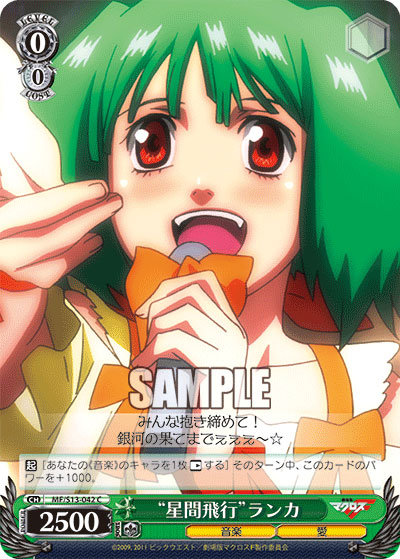 LEVEL
0
0
COST
SAMPLE
みんな抱き締めて!
銀河の果てまでぇぇぇ～☆
起 [あなたの《音楽》のキャラを1枚レストする] そのターン中、このカードのパ
ワーを+1000。
CH MF/S13-042 C
2500
“星間飛行”ランカ
マクロスF
音楽 愛
©2009, 2011 ビックウエスト／劇場版マクロスF製作委員会